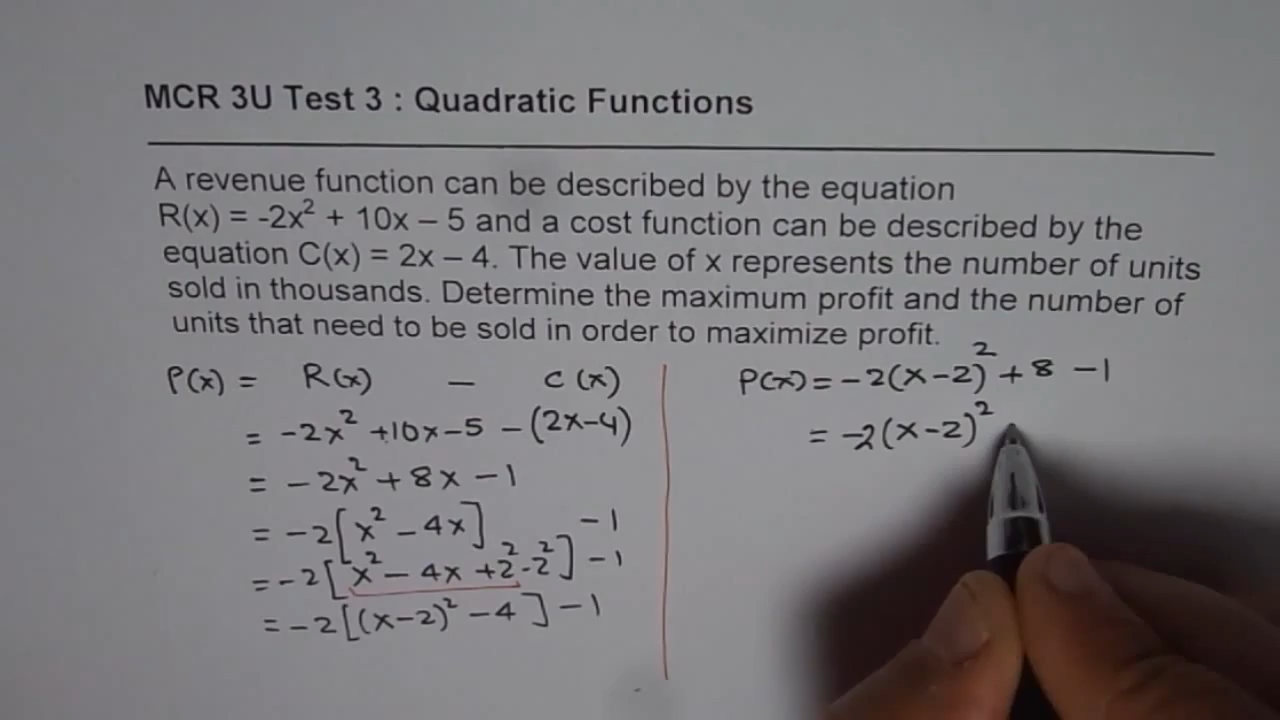 MCR 3U Test 3 : Quadratic Functions
A revenue function can be described by the equation
R(x) = -2x² + 10x – 5 and a cost function can be described by the
equation C(x) = 2x – 4. The value of x represents the number of units
sold in thousands. Determine the maximum profit and the number of
units that need to be sold in order to maximize profit.
P(x) = R(x) – C(x)
= -2x² +10x-5 -(2x-4)
= -2x² + 8x -1
= -2[x² - 4x] -1
= -2[x² - 4x +2² -2²] -1
= -2[(x-2)² -4] -1
P(x) = -2(x-2)² + 8 -1
= -2(x-2)²